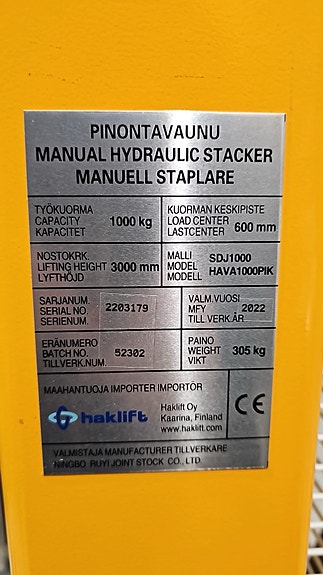 PINONTAVAUNU
MANUAL HYDRAULIC STACKER
MANUELL STAPLARE
TYÖKUORMA
CAPACITY 1000 kg
KAPACITET
KUORMAN KESKIPISTE
LOAD CENTER 600 mm
LASTCENTER
NOSTOKRK.
LIFTING HEIGHT 3000 mm
LYFTHÖJD
MALLI SDJ1000
MODEL HAVA1000PIK
MODELL
SARJANUM.
SERIAL NO 2203179
SERIENUM.
VALM.VUOSI
MFY 2022
TILLVERK.ÅR
ERÄNUMERO
BATCH NO. 52302
TILLVERK.NUM.
PAINO
WEIGHT 305 kg
VIKT
MAAHANTUOJA IMPORTER IMPORTÖR
haklift
Haklift Oy
Kaarina, Finland
www.haklift.com
CE
VALMISTAJA MANUFACTURER TILLVERKARE
NINGBO RUYI JOINT STOCK CO., LTD.